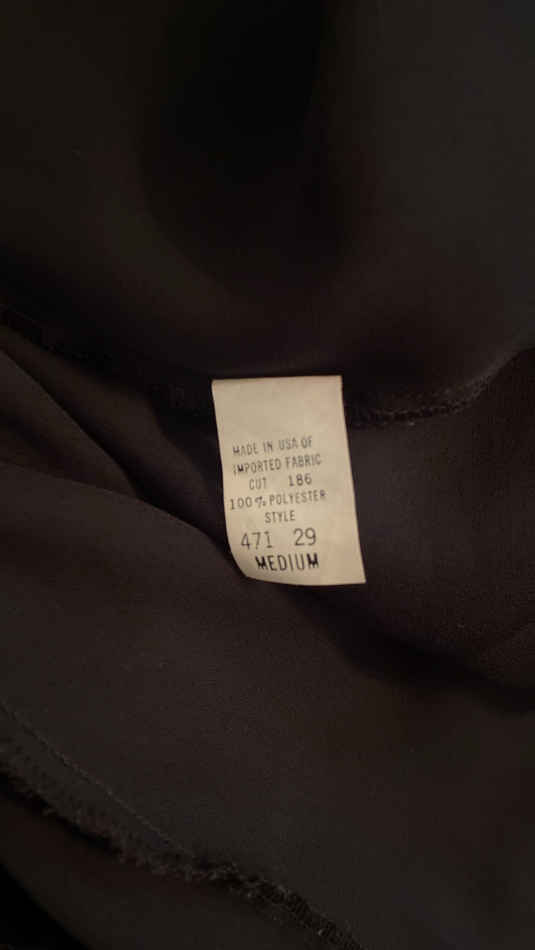 MADE IN USA OF
IMPORTED FABRIC
CUT 186
100% POLYESTER
STYLE
471 29
MEDIUM